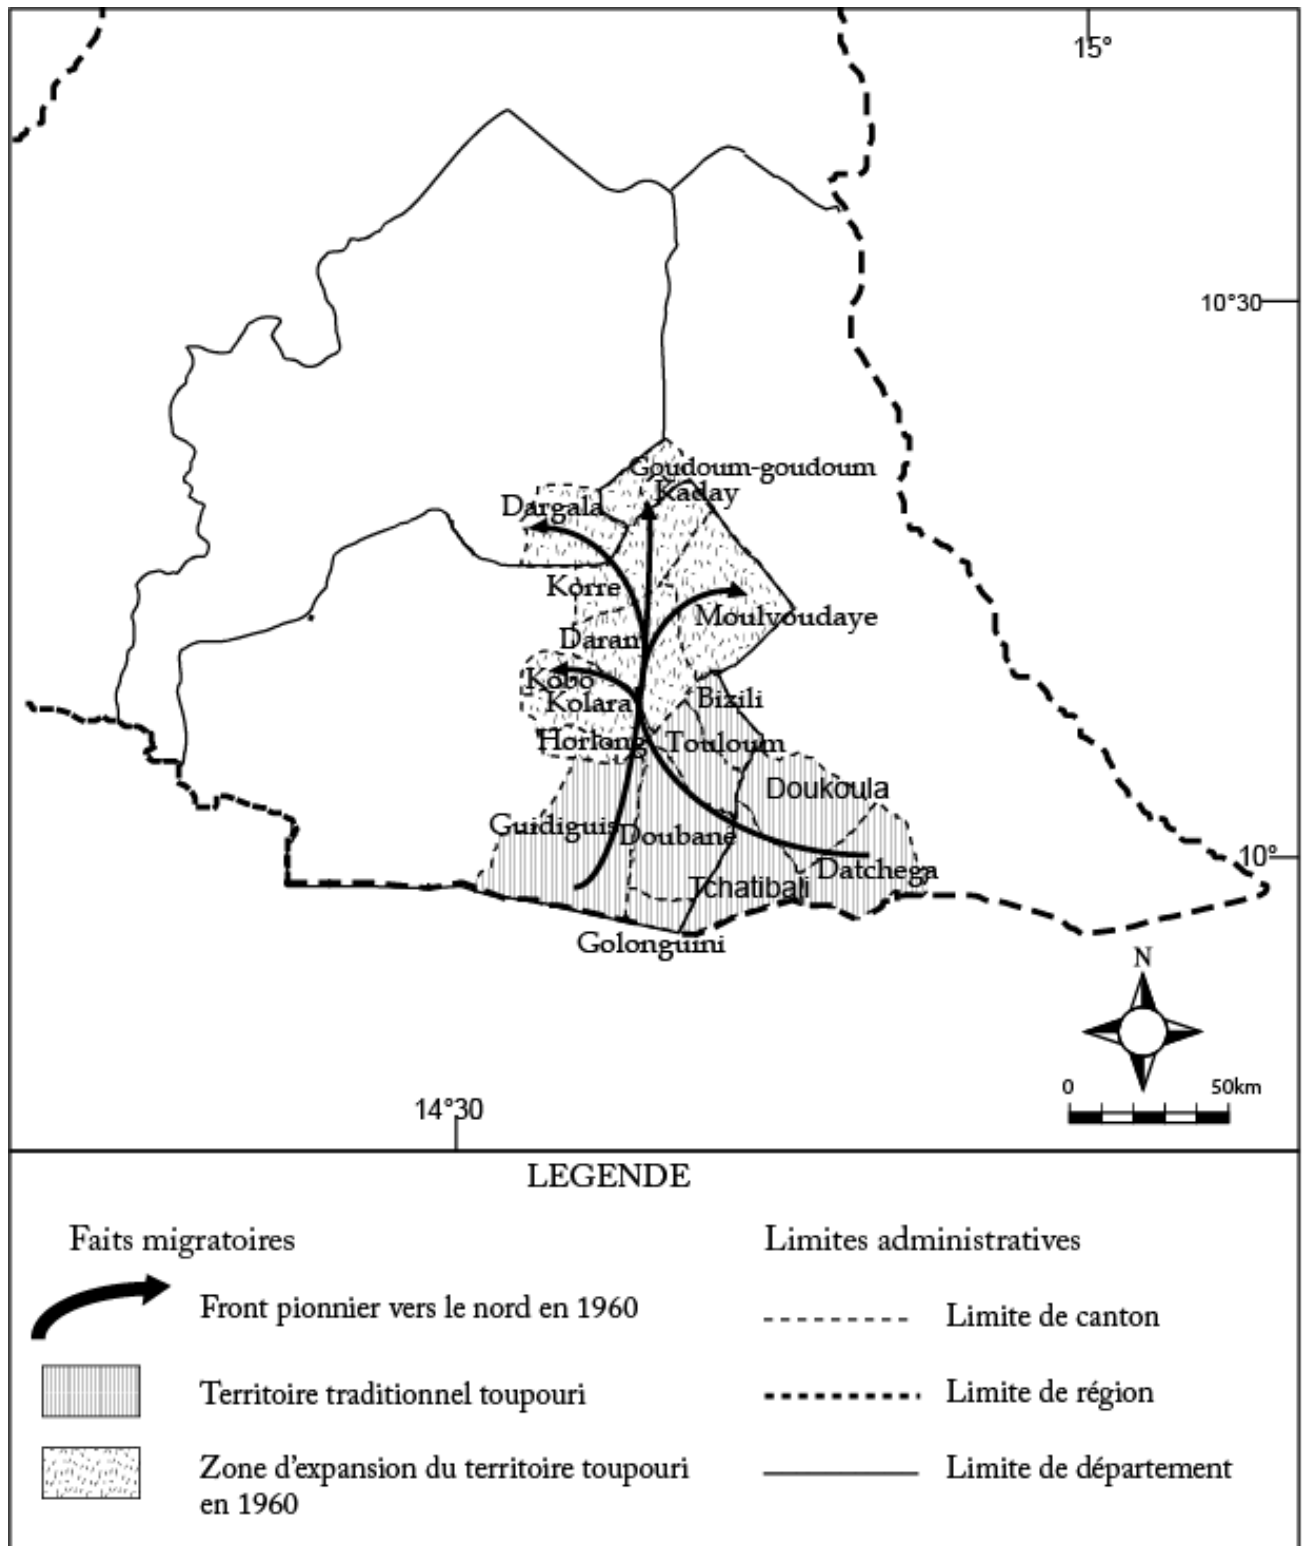 15°
10°30
Goudoum-goudoum
Kaday
Dargala
Korre
Moulvoudaye
Daram
Kobo
Kolara
Bizili
Horlong
Touloum
Doukoula
Guidiguis
Doubane
10°
Datchega
Tchatibali
Golonguini
N
0 50km
14°30
LEGENDE
Faits migratoires
Front pionnier vers le nord en 1960
Territoire traditionnel toupouri
Zone d'expansion du territoire toupouri
en 1960
Limites administratives
Limite de canton
Limite de région
Limite de département